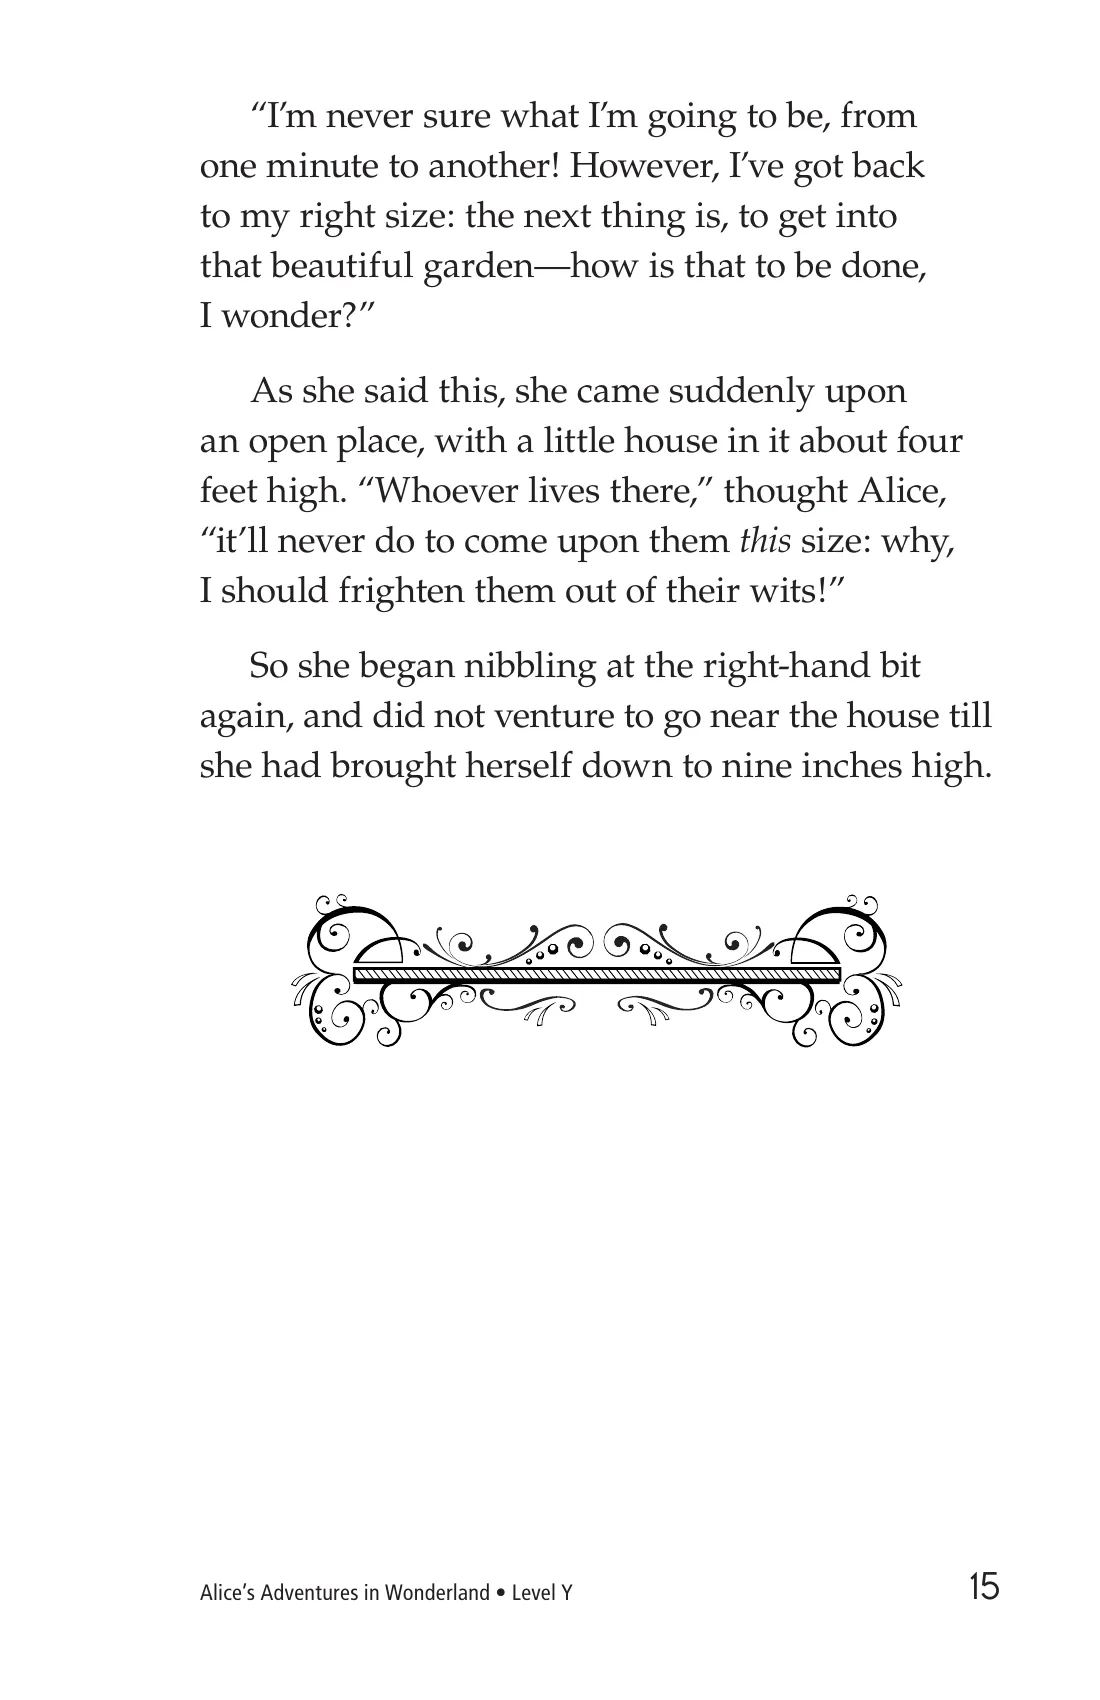 “I’m never sure what I’m going to be, from
one minute to another! However, I’ve got back
to my right size: the next thing is, to get into
that beautiful garden—how is that to be done,
I wonder?”
As she said this, she came suddenly upon
an open place, with a little house in it about four
feet high. “Whoever lives there,” thought Alice,
“it’ll never do to come upon them this size: why,
I should frighten them out of their wits!”
So she began nibbling at the right-hand bit
again, and did not venture to go near the house till
she had brought herself down to nine inches high.
Alice’s Adventures in Wonderland • Level Y
15